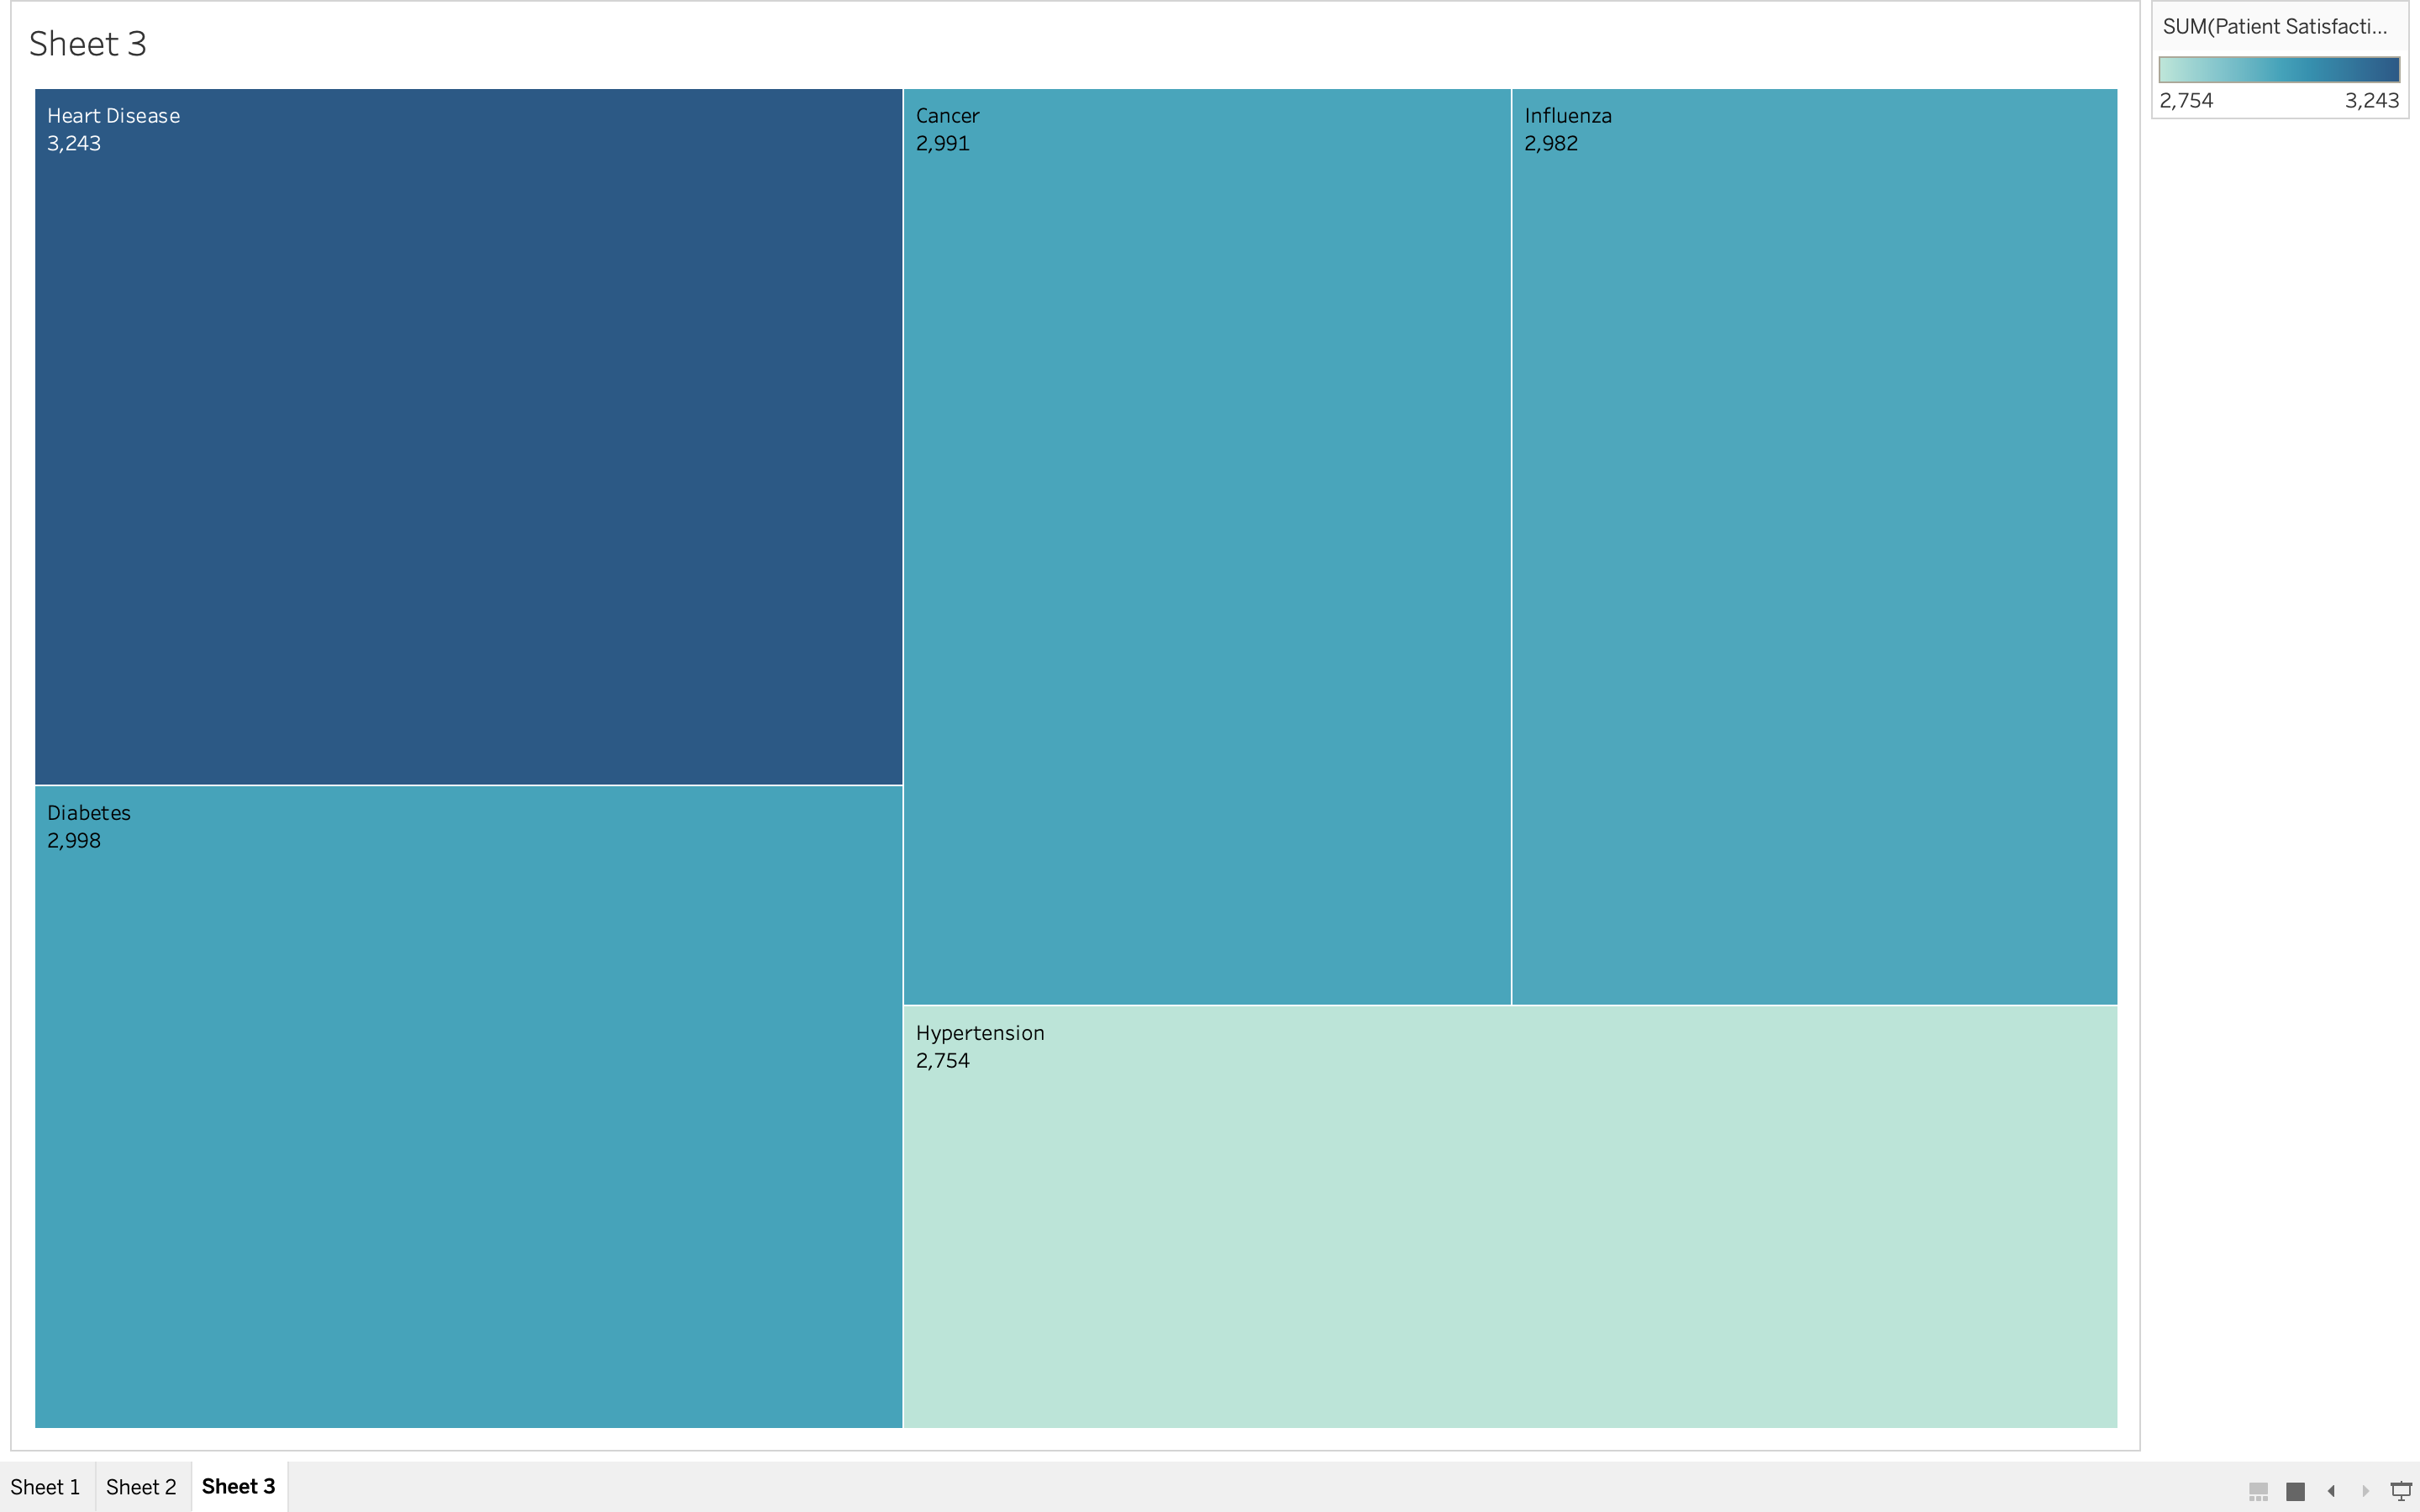 Sheet 3
Heart Disease
3,243
Cancer
2,991
Influenza
2,982
Diabetes
2,998
Hypertension
2,754
SUM(Patient Satisfacti...
2,754 3,243
Sheet 1 Sheet 2 Sheet 3